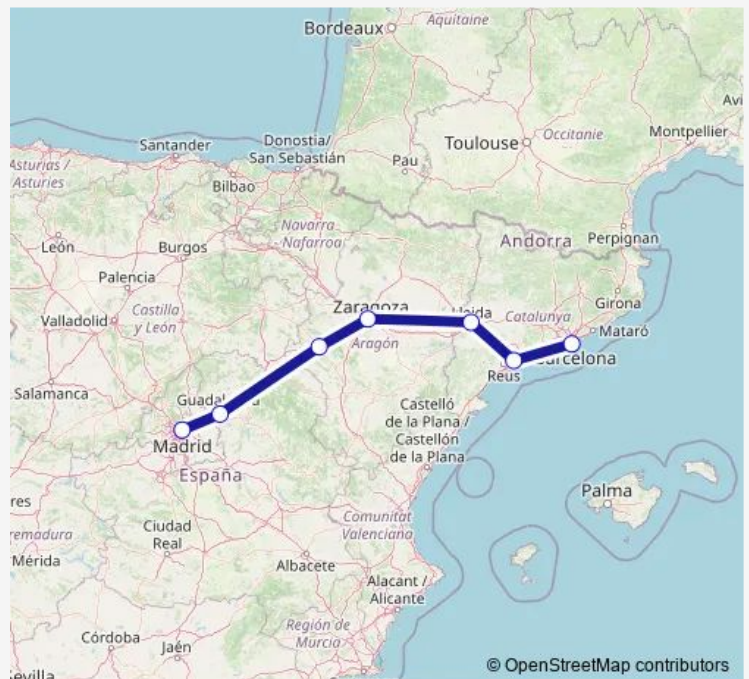 Bordeaux
Aquitaine
Toulouse
Occitanie
Montpellier
Santander
Donostia/
San Sebastián
Pau
Asturias /
Asturies
Bilbao
Navarra
- Nafarroa
Andorra
Perpignan
León
Burgos
Palencia
Castilla
y León
Valladolid
Zaragoza
Catalunya
Girona
Mataró
Aragón
Barcelona
Reus
Salamanca
Castelló
de la Plana /
Castellón
de la Plana
Madrid
España
Palma
Comunitat
Valenciana
Ciudad
Real
Mérida
Albacete
Alacant /
Alicante
Región de
Murcia
Córdoba
Jaén
© OpenStreetMap contributors